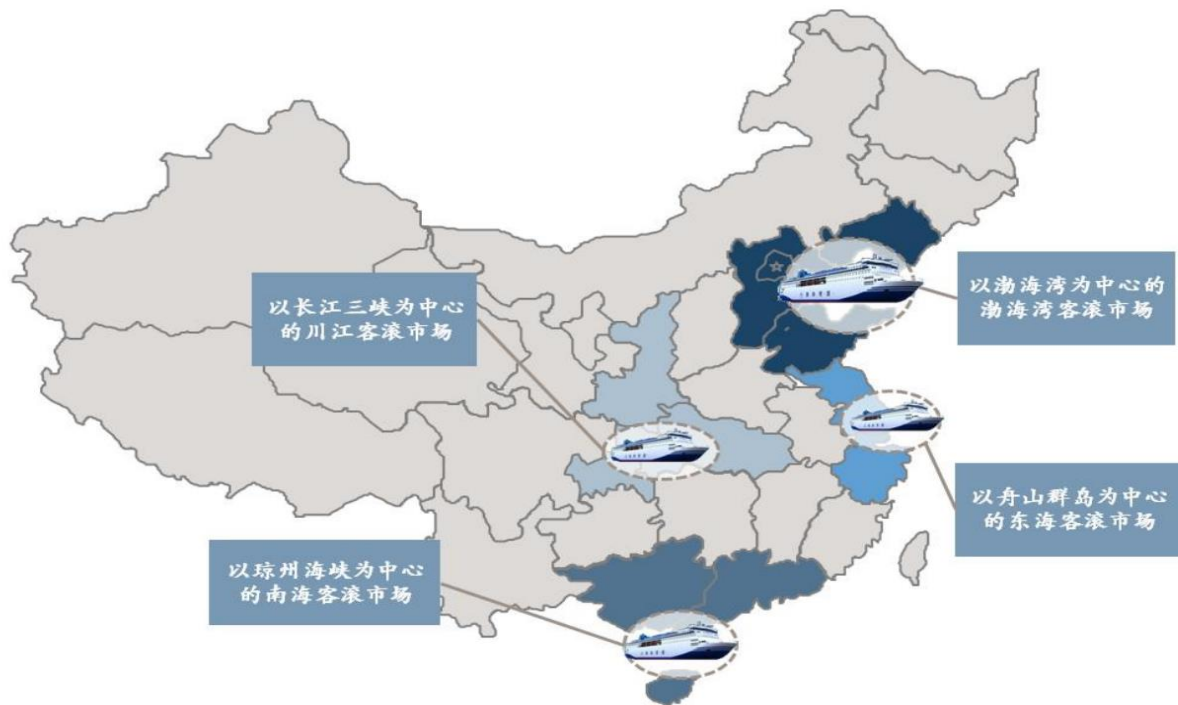 以长江三峡为中心
的川江客滚市场
以渤海湾为中心的
渤海湾客滚市场
以舟山群岛为中心
的东海客滚市场
以琼州海峡为中心
的南海客滚市场